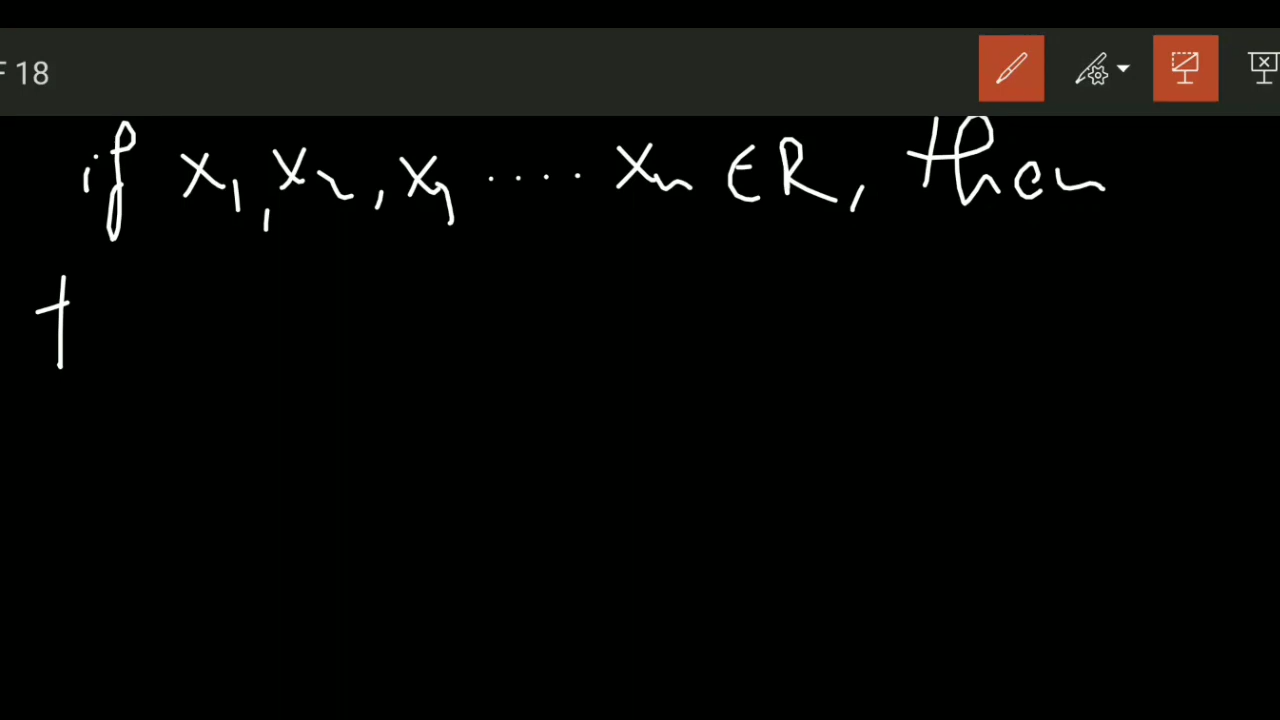 F 18
if x₁, x₂, x₃ .... xₙ ∈ R, then
t